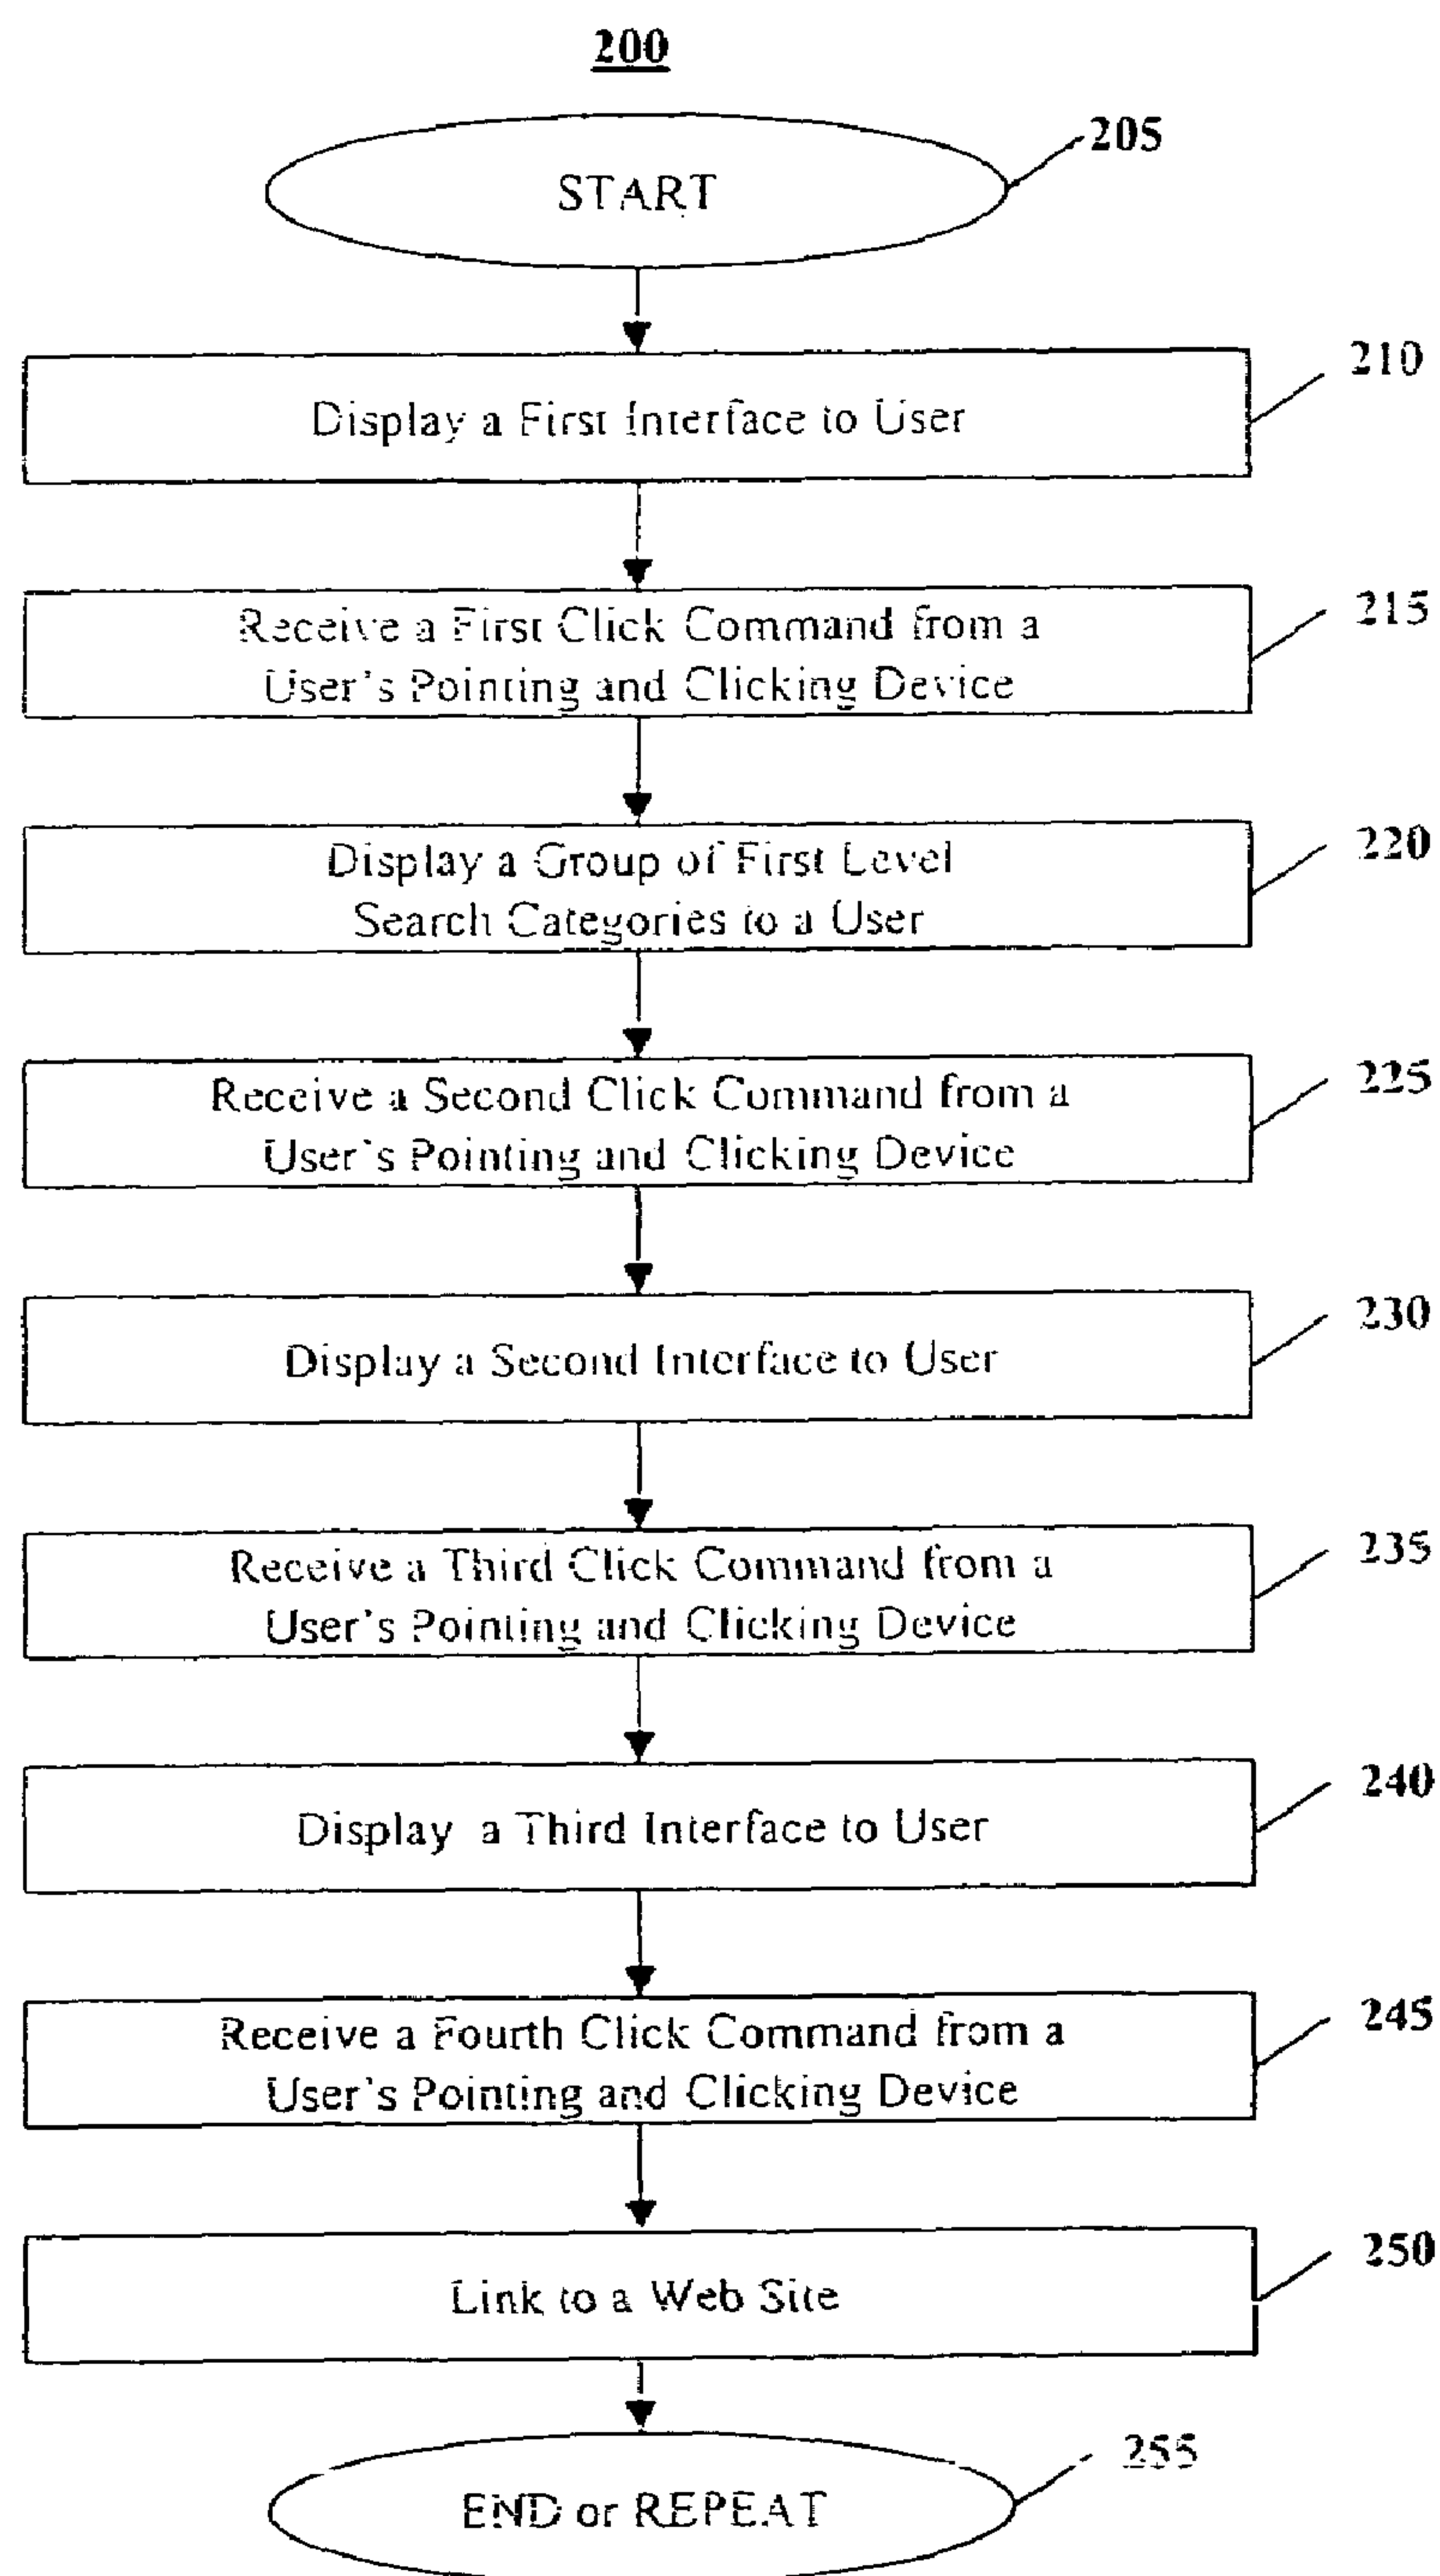 200
START
205
Display a First Interface to User
210
Receive a First Click Command from a
User's Pointing and Clicking Device
215
Display a Group of First Level
Search Categories to a User
220
Receive a Second Click Command from a
User's Pointing and Clicking Device
225
Display a Second Interface to User
230
Receive a Third Click Command from a
User's Pointing and Clicking Device
235
Display a Third Interface to User
240
Receive a Fourth Click Command from a
User's Pointing and Clicking Device
245
Link to a Web Site
250
END or REPEAT
255